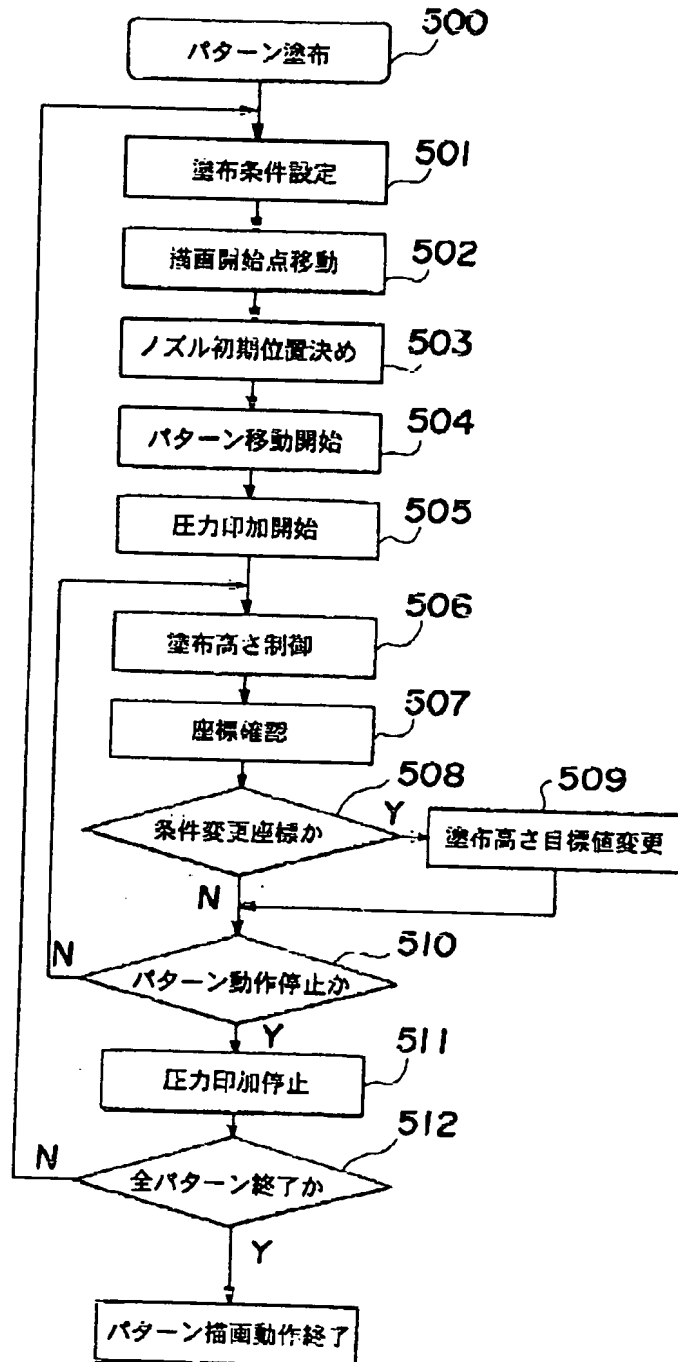 500
パターン塗布
501
塗布条件設定
502
描画開始点移動
503
ノズル初期位置決め
504
パターン移動開始
505
圧力印加開始
506
塗布高さ制御
507
座標確認
508
条件変更座標か
Y
509
塗布高さ目標値変更
N
510
N
パターン動作停止か
Y
511
圧力印加停止
512
N
全パターン終了か
Y
パターン描画動作終了